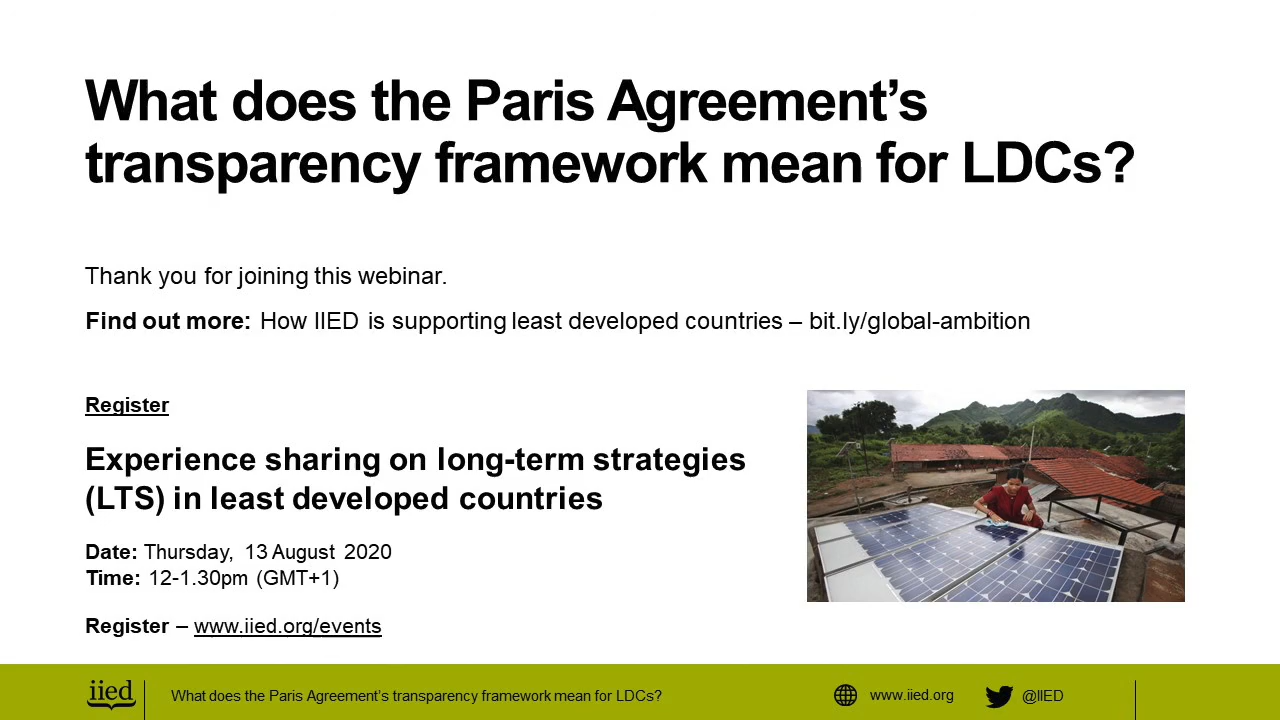 What does the Paris Agreement’s
transparency framework mean for LDCs?
Thank you for joining this webinar.
Find out more: How IIED is supporting least developed countries – bit.ly/global-ambition
Register
Experience sharing on long-term strategies
(LTS) in least developed countries
Date: Thursday, 13 August 2020
Time: 12-1.30pm (GMT+1)
Register – www.iied.org/events
iied
What does the Paris Agreement’s transparency framework mean for LDCs?
www.iied.org
@IIED